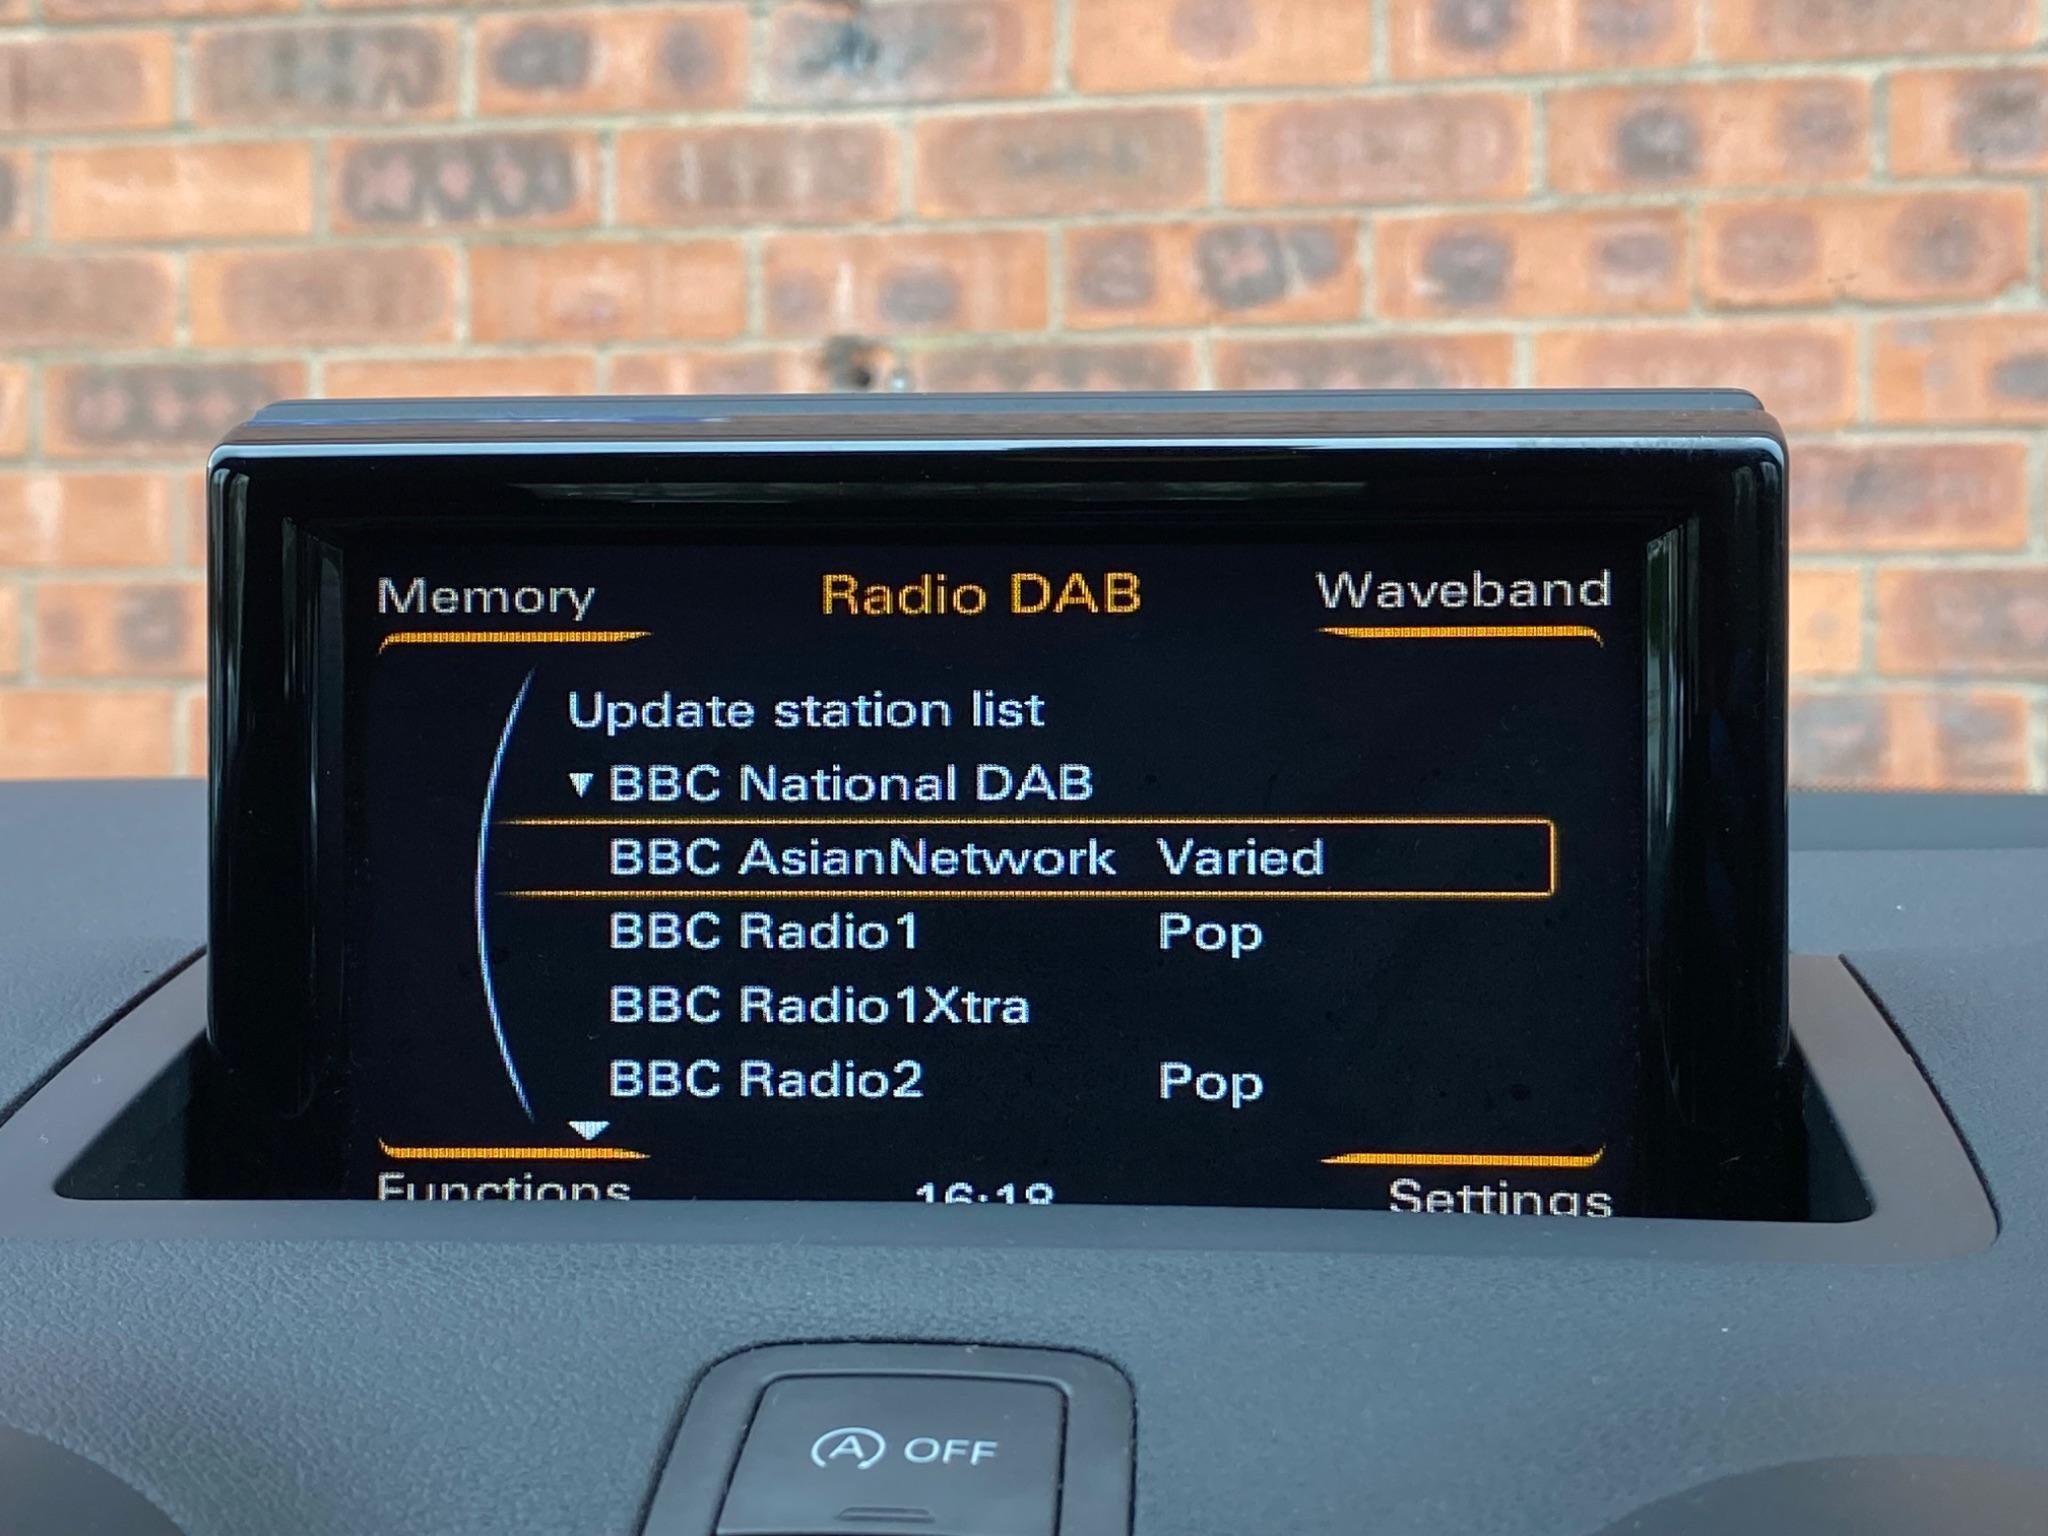 Memory Radio DAB Waveband
Update station list
▼ BBC National DAB
BBC AsianNetwork Varied
BBC Radio1 Pop
BBC Radio1Xtra
BBC Radio2 Pop
Functions 16:18 Settings
A OFF